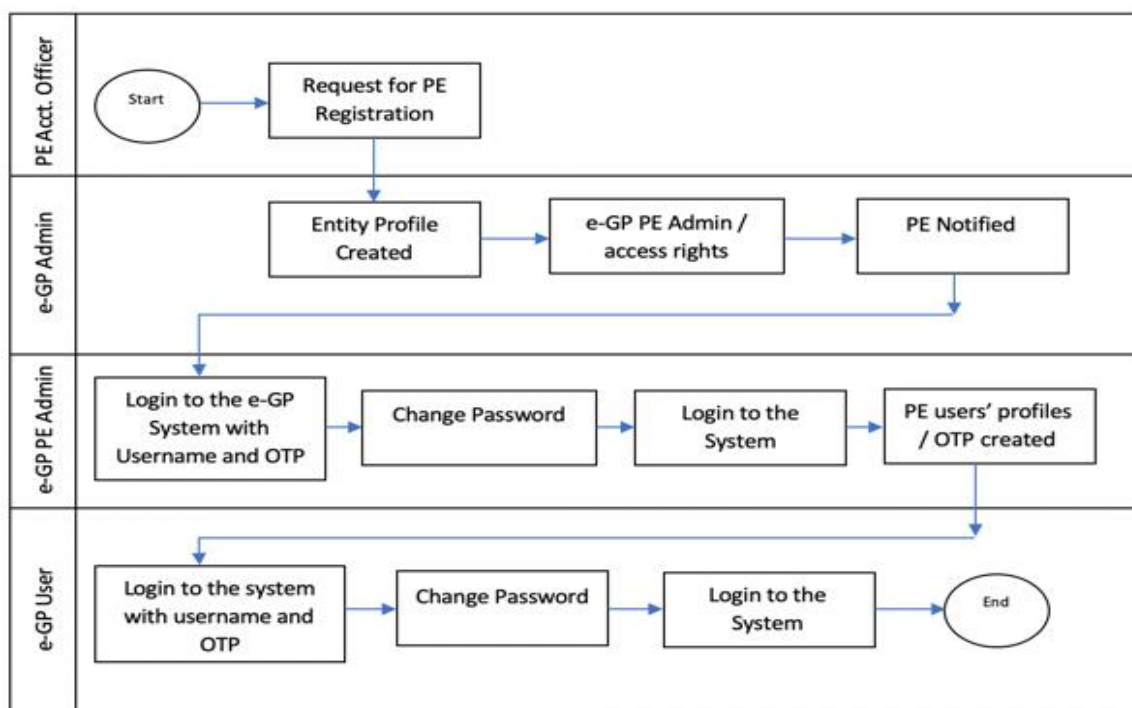 PE Acct. Officer
Start
Request for PE
Registration
e-GP Admin
Entity Profile
Created
e-GP PE Admin /
access rights
PE Notified
e-GP PE Admin
Login to the e-GP
System with
Username and OTP
Change Password
Login to the
System
PE users’ profiles
/ OTP created
e-GP User
Login to the system
with username and
OTP
Change Password
Login to the
System
End